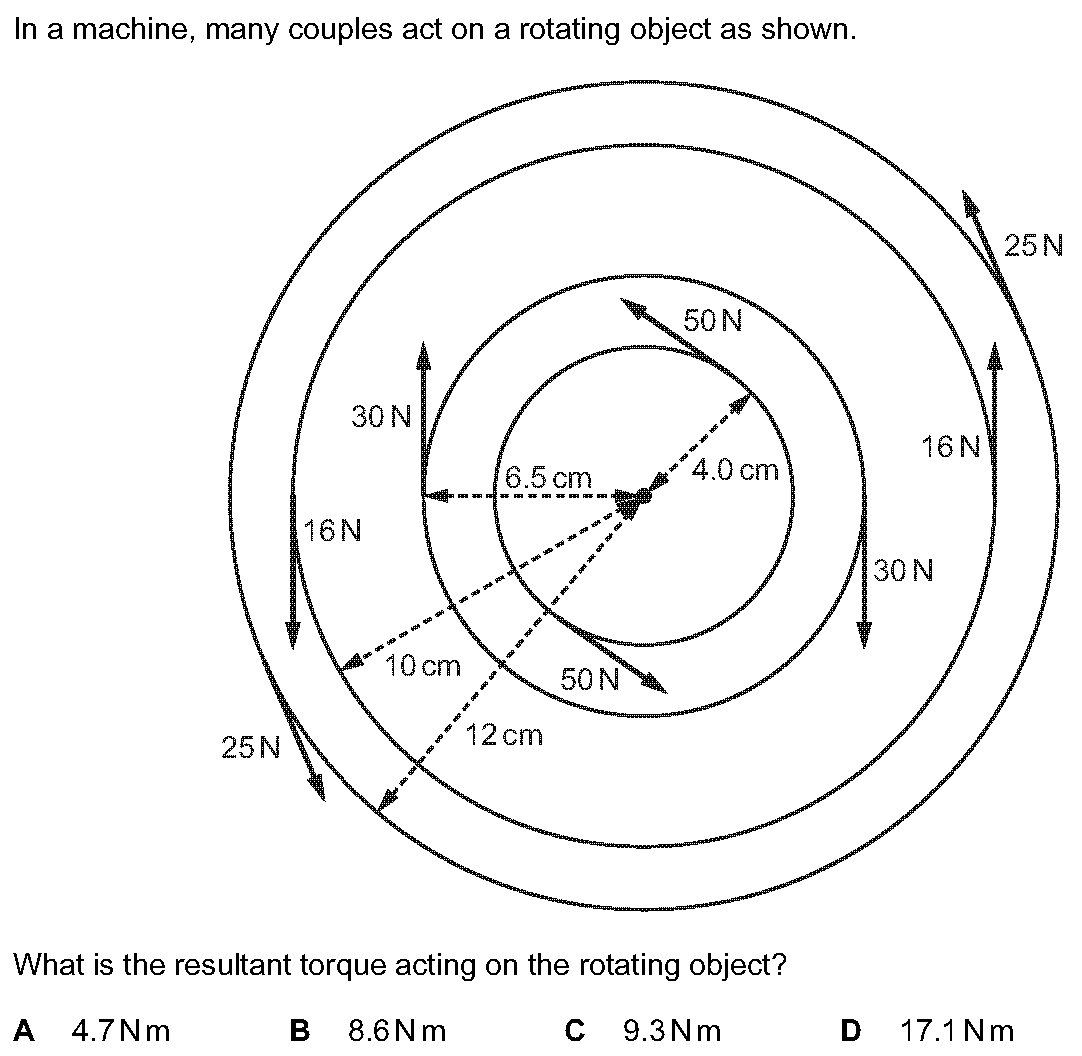 In a machine, many couples act on a rotating object as shown.
25 N
50 N
30 N
16 N
6.5 cm
4.0 cm
16 N
30 N
10 cm
50 N
12 cm
25 N
What is the resultant torque acting on the rotating object?
A 4.7 N m B 8.6 N m C 9.3 N m D 17.1 N m